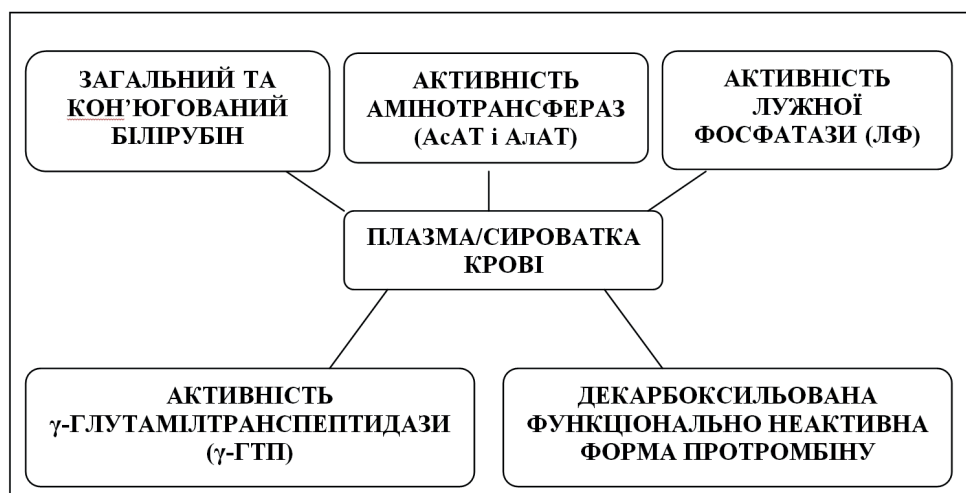 ЗАГАЛЬНИЙ ТА
КОН’ЮГОВАНИЙ
БІЛІРУБІН
АКТИВНІСТЬ
АМІНОТРАНСФЕРАЗ
(АсАТ і АлАТ)
АКТИВНІСТЬ
ЛУЖНОЇ
ФОСФАТАЗИ (ЛФ)
ПЛАЗМА/СИРОВАТКА
КРОВІ
АКТИВНІСТЬ
γ-ГЛУТАМІЛТРАНСПЕПТИДАЗИ
(γ-ГТП)
ДЕКАРБОКСИЛЬОВАНА
ФУНКЦІОНАЛЬНО НЕАКТИВНА
ФОРМА ПРОТРОМБІНУ